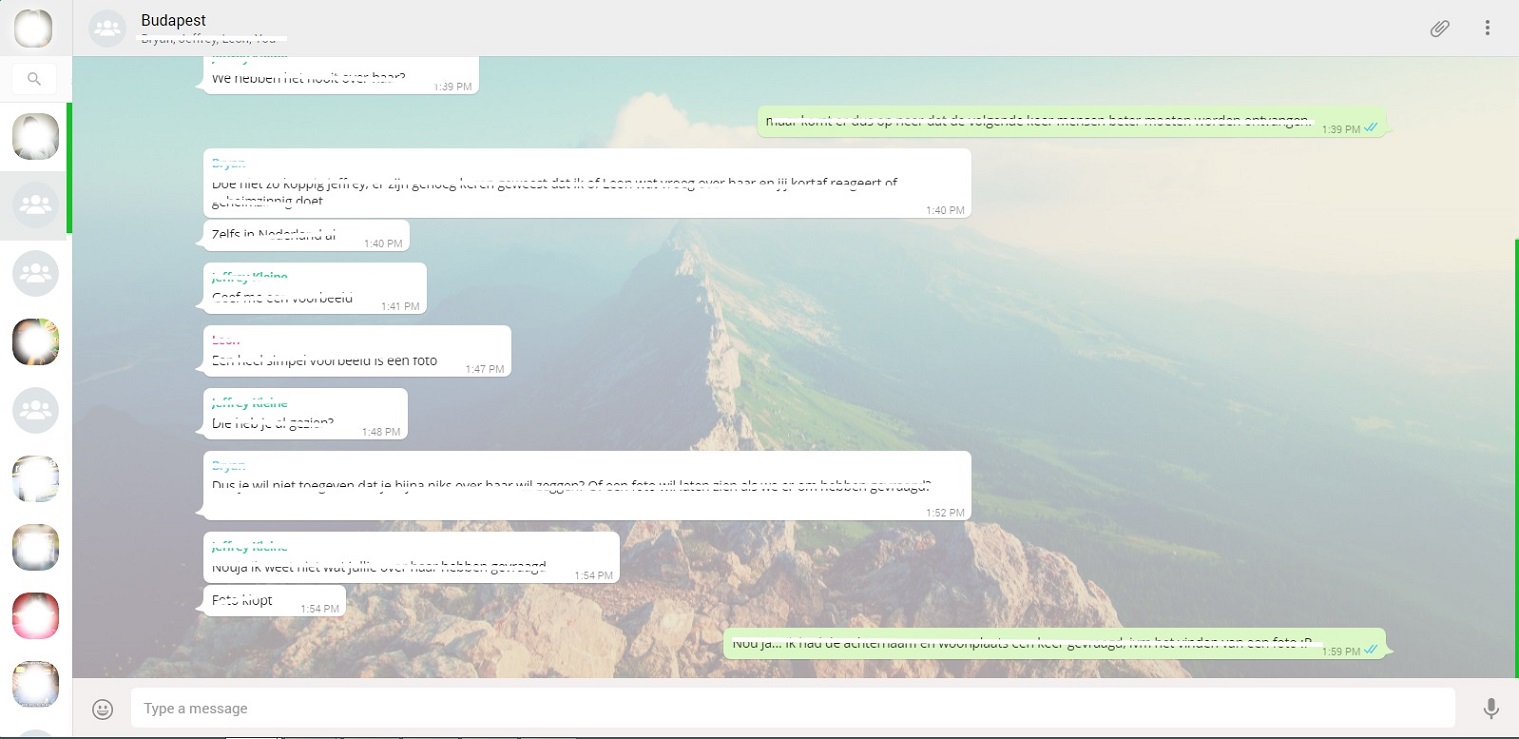 Budapest
Bryan, Jeffrey, Leon, You
We hebben het nooit over haar?
1:39 PM
maar komt er dus op neer dat de volgende keer mensen beter moeten worden ontvangen.
1:39 PM
Bryan
Doe niet zo koppig Jeffrey, er zijn genoeg keren geweest dat ik of Leon wat vroeg over haar en jij kortaf reageert of
geheimzinnig doet
1:40 PM
Zelfs in Nederland al
1:40 PM
Jeffrey Kleine
Geef me een voorbeeld
1:41 PM
Leon
Een heel simpel voorbeeld is een foto
1:47 PM
Jeffrey Kleine
Die heb je al gezien?
1:48 PM
Bryan
Dus je wil niet toegeven dat je bijna niks over haar wil zeggen? Of een foto wil laten zien als we er om hebben gevraagd?
1:52 PM
Jeffrey Kleine
Nouja ik weet niet wat jullie over haar hebben gevraagd
1:54 PM
Foto klopt
1:54 PM
Nou ja... ik had de achternaam en woonplaats een keer gevraagd, ivm het vinden van een foto :P
1:59 PM
Type a message